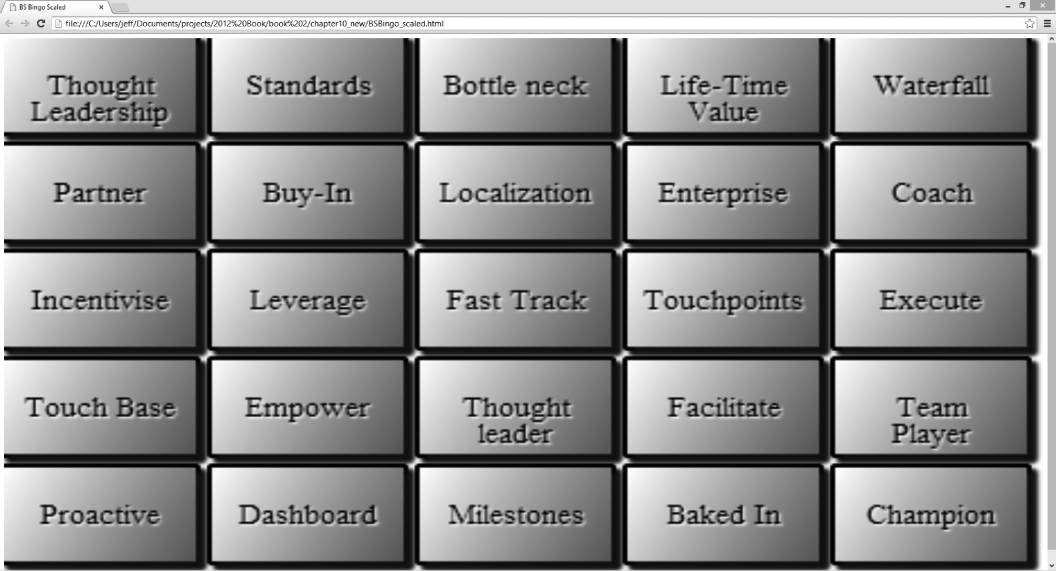 BS Bingo Scaled
file:///C:/Users/jeff/Documents/projects/2012%20Book/book%202/chapter10_new/BSBingo_scaled.html
Thought
Leadership
Standards
Bottle neck
Life-Time
Value
Waterfall
Partner
Buy-In
Localization
Enterprise
Coach
Incentivise
Leverage
Fast Track
Touchpoints
Execute
Touch Base
Empower
Thought
leader
Facilitate
Team
Player
Proactive
Dashboard
Milestones
Baked In
Champion